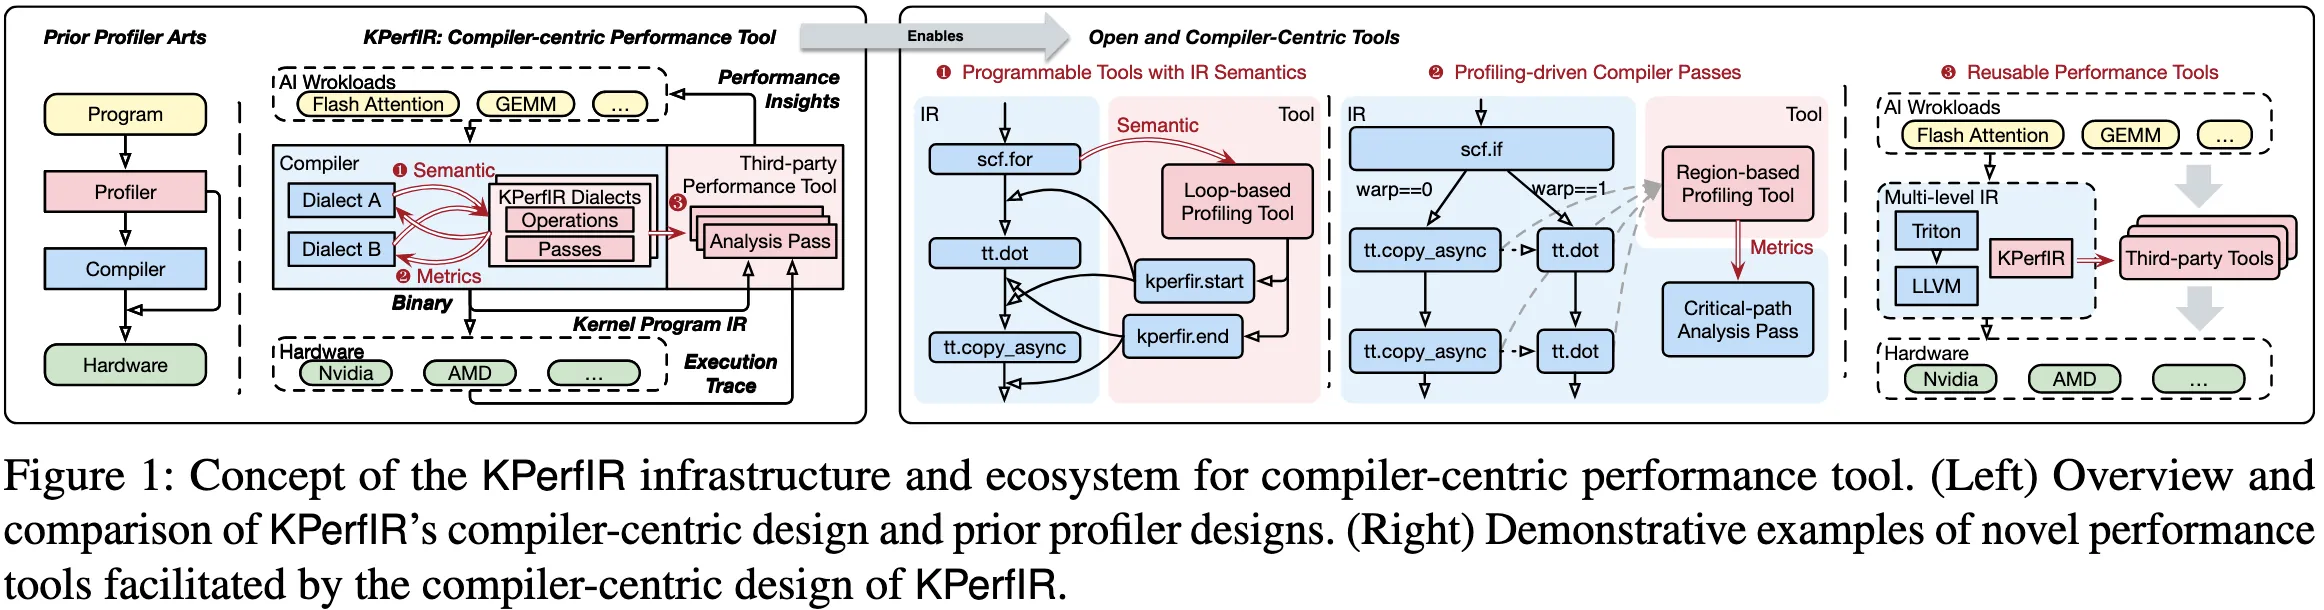 Prior Profiler Arts
Program
Profiler
Compiler
Hardware
KPerfIR: Compiler-centric Performance Tool
AI Wrokloads
Flash Attention
GEMM
...
Performance
Insights
Compiler
Dialect A
Dialect B
❶ Semantic
❷ Metrics
KPerfIR Dialects
Operations
Passes
❸
Third-party
Performance Tool
Analysis Pass
Binary
Kernel Program IR
Hardware
Nvidia
AMD
...
Execution
Trace
Enables
Open and Compiler-Centric Tools
❶ Programmable Tools with IR Semantics
IR
Tool
Semantic
scf.for
Loop-based
Profiling Tool
tt.dot
kperfir.start
kperfir.end
tt.copy_async
❷ Profiling-driven Compiler Passes
IR
Tool
scf.if
warp==0
warp==1
Region-based
Profiling Tool
tt.copy_async
tt.dot
Metrics
tt.copy_async
tt.dot
Critical-path
Analysis Pass
❸ Reusable Performance Tools
AI Wrokloads
Flash Attention
GEMM
...
Multi-level IR
Triton
LLVM
KPerfIR
Third-party Tools
Hardware
Nvidia
AMD
...
Figure 1: Concept of the KPerfIR infrastructure and ecosystem for compiler-centric performance tool. (Left) Overview and
comparison of KPerfIR's compiler-centric design and prior profiler designs. (Right) Demonstrative examples of novel performance
tools facilitated by the compiler-centric design of KPerfIR.